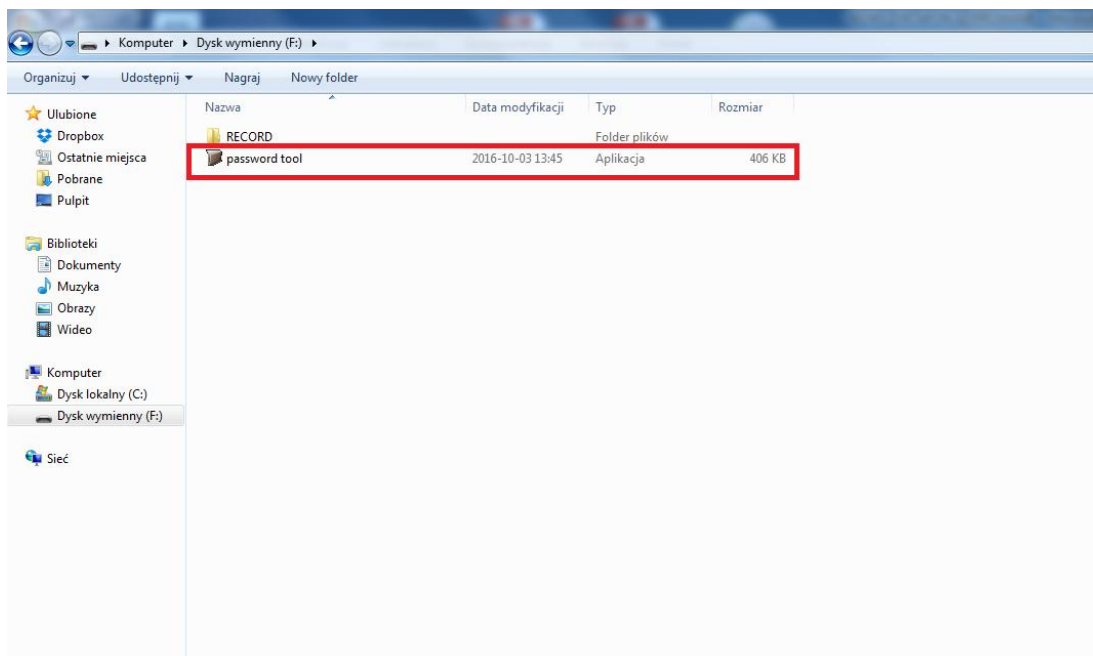 Komputer Dysk wymienny (F:)
Organizuj Udostępnij Nagraj Nowy folder
Ulubione
Dropbox
Ostatnie miejsca
Pobrane
Pulpit
Biblioteki
Dokumenty
Muzyka
Obrazy
Wideo
Komputer
Dysk lokalny (C:)
Dysk wymienny (F:)
Sieć
Nazwa Data modyfikacji Typ Rozmiar
RECORD Folder plików
password tool 2016-10-03 13:45 Aplikacja 406 KB